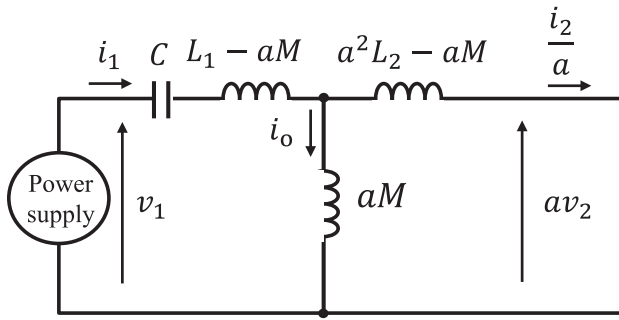 i₁
C
L₁ − aM
a²L₂ − aM
i₂
a
iₒ
Power
supply
v₁
aM
av₂